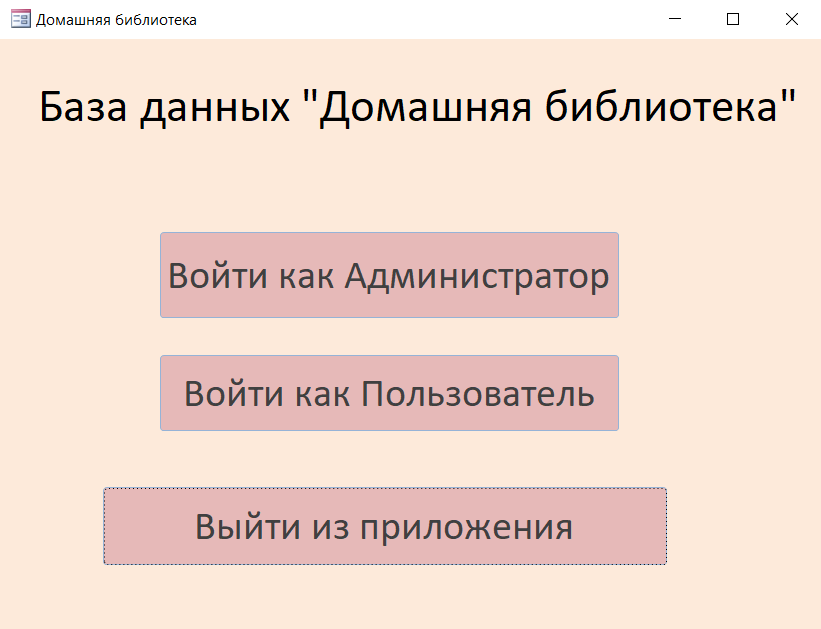 Домашняя библиотека
База данных "Домашняя библиотека"
Войти как Администратор
Войти как Пользователь
Выйти из приложения